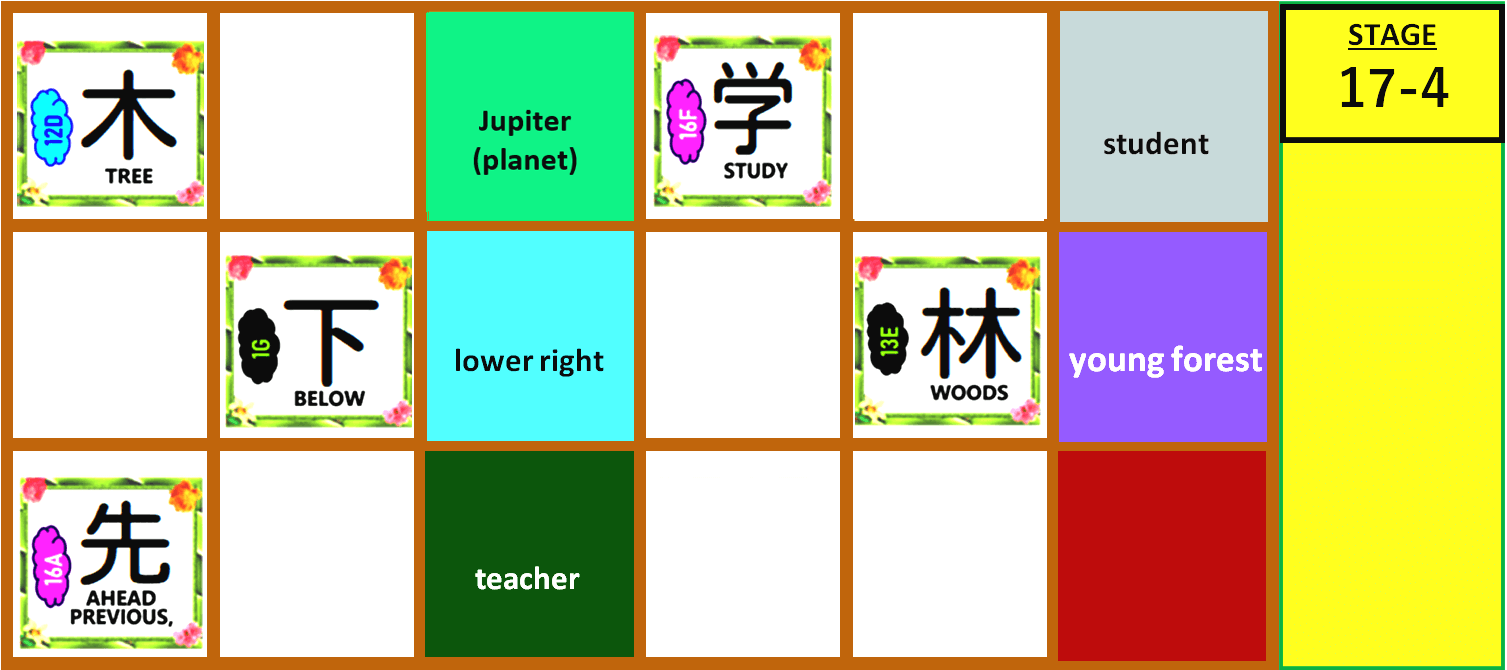 12D
木
TREE
Jupiter
(planet)
16F
学
STUDY
student
STAGE
17-4
1G
下
BELOW
lower right
13E
林
WOODS
young forest
16A
先
AHEAD
PREVIOUS,
teacher